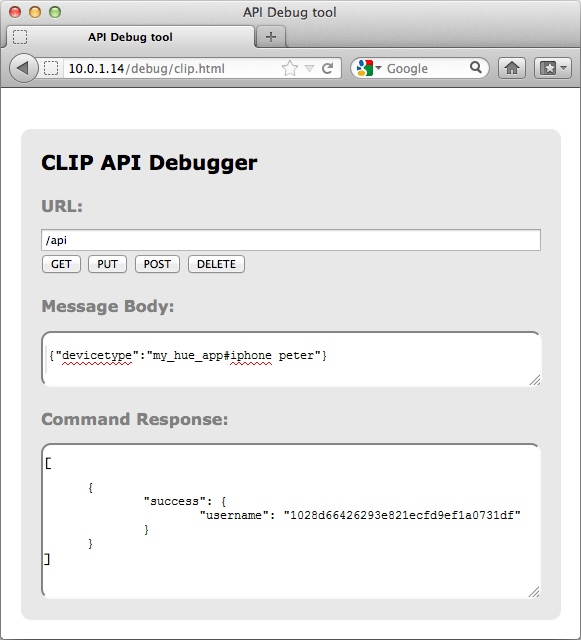 API Debug tool
API Debug tool
10.0.1.14/debug/clip.html
Google
CLIP API Debugger
URL:
/api
GET PUT POST DELETE
Message Body:
{"devicetype":"my_hue_app#iphone peter"}
Command Response:
[
{
"success": {
"username": "1028d66426293e821ecfd9ef1a0731df"
}
}
]